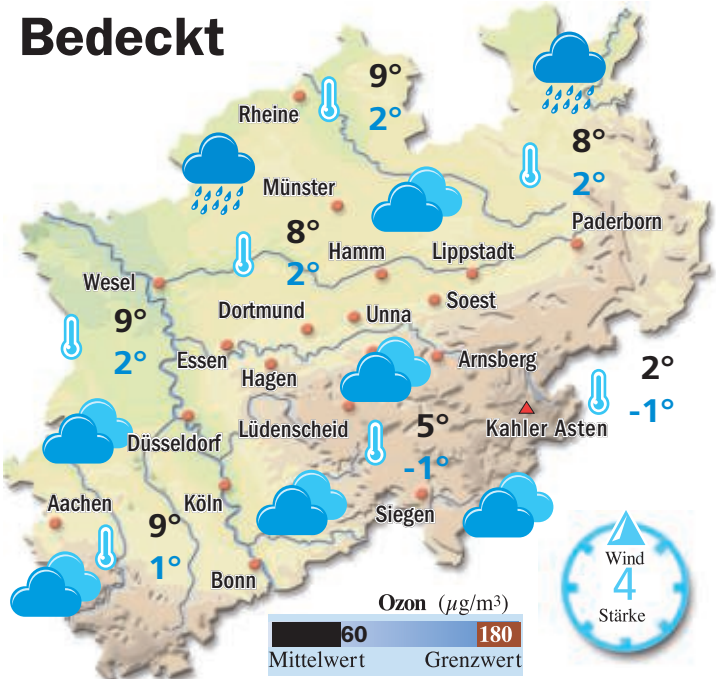 Bedeckt
9°
2°
Rheine
8°
2°
Münster
Paderborn
8°
2°
Hamm
Lippstadt
Wesel
9°
2°
Dortmund
Unna
Soest
Essen
Hagen
Arnsberg
2°
-1°
Düsseldorf
Lüdenscheid
5°
-1°
Kahler Asten
Aachen
Köln
Siegen
9°
1°
Bonn
Wind
4
Stärke
Ozon (µg/m³)
60 180
Mittelwert Grenzwert